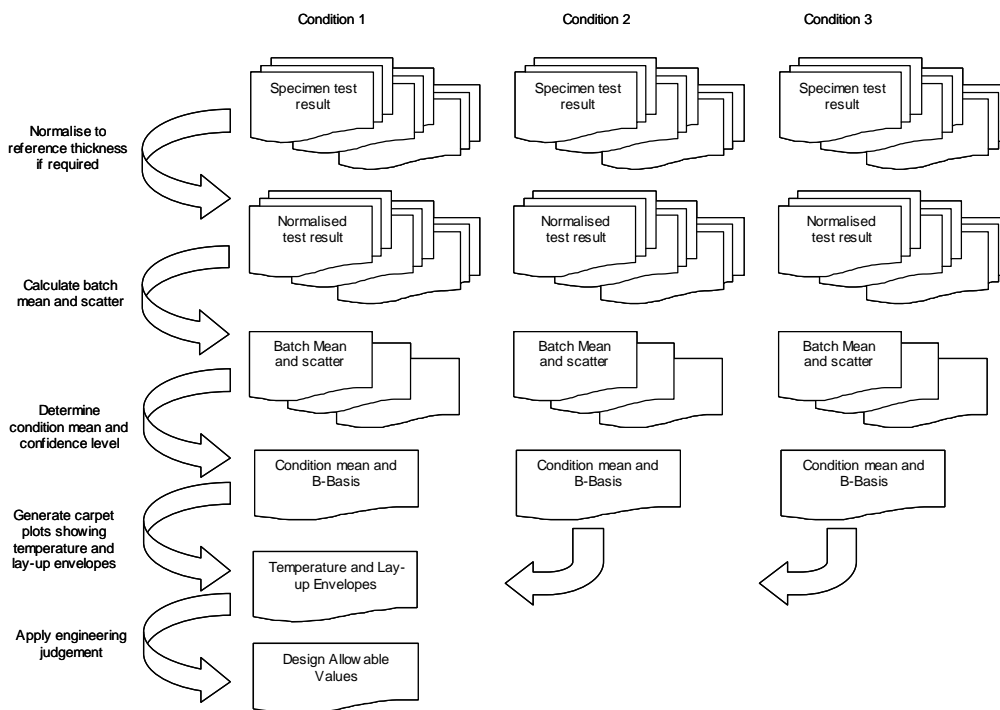 Condition 1
Condition 2
Condition 3
Specimen test
result
Specimen test
result
Specimen test
result
Normalise to
reference thickness
if required
Normalised
test result
Normalised
test result
Normalised
test result
Calculate batch
mean and scatter
Batch Mean
and scatter
Batch Mean
and scatter
Batch Mean
and scatter
Determine
condition mean and
confidence level
Condition mean and
B-Basis
Condition mean and
B-Basis
Condition mean and
B-Basis
Generate carpet
plots showing
temperature and
lay-up envelopes
Temperature and Lay-
up Envelopes
Apply engineering
judgement
Design Allowable
Values